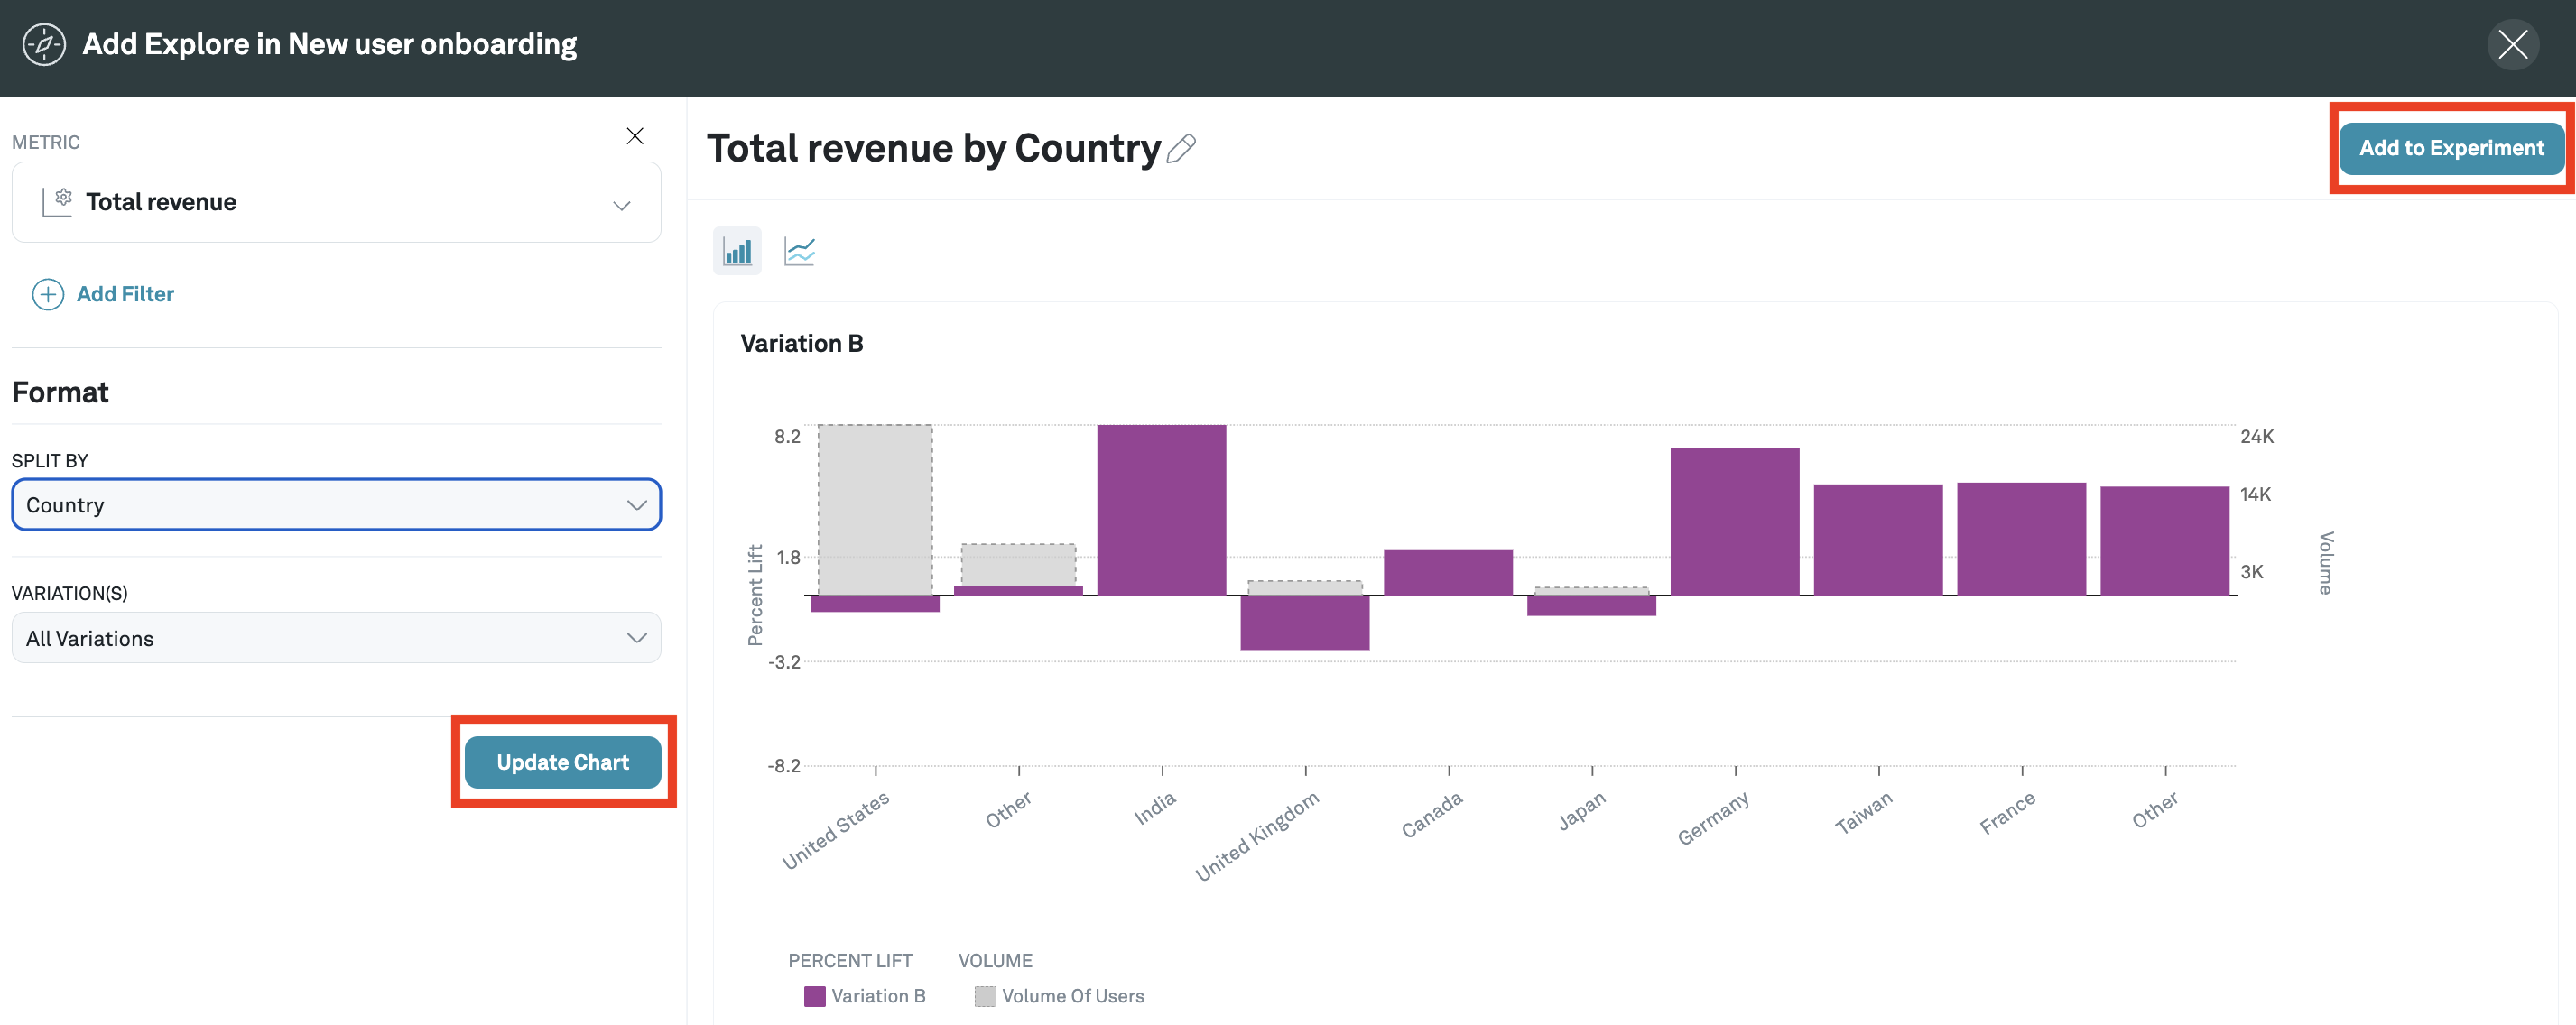 Add Explore in New user onboarding
METRIC
Total revenue
Add Filter
Format
SPLIT BY
Country
VARIATION(S)
All Variations
Update Chart
Total revenue by Country
Add to Experiment
Variation B
8.2
1.8
-3.2
-8.2
Percent Lift
24K
14K
3K
Volume
United States
Other
India
United Kingdom
Canada
Japan
Germany
Taiwan
France
Other
PERCENT LIFT
VOLUME
Variation B
Volume Of Users